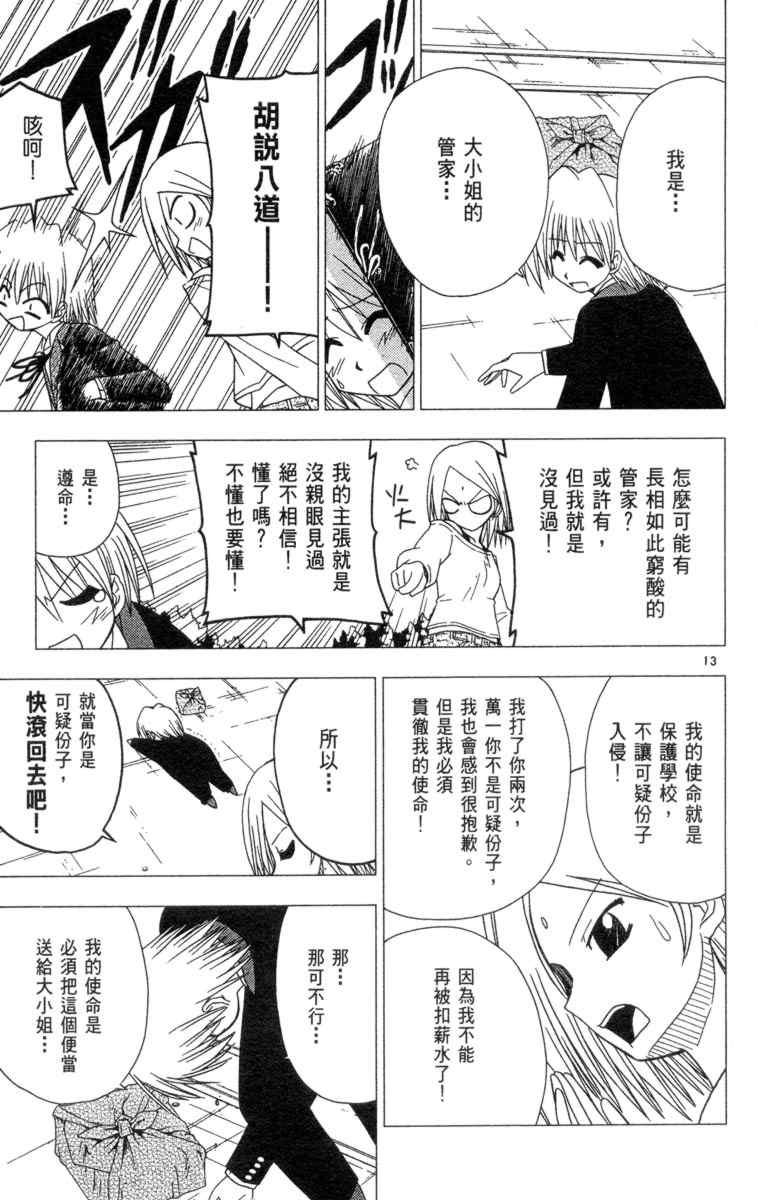 我是⋯
大小姐的
管家⋯
胡説八道——！
咳呵！
怎麼可能有
長相如此窮酸的
管家？
或許有，
但我就是
沒見過！
我的主張就是
沒親眼見過
絕不相信！
懂了嗎？
不懂也要懂！
是⋯
遵命⋯
13
我的使命就是
保護學校，
不讓可疑份子
入侵！
我打了你兩次，
萬一你不是可疑份子，
我也會感到很抱歉。
但是我必須
貫徹我的使命！
因為我不能
再被扣薪水了！
所以⋯
就當你是
可疑份子，
快滾回去吧！
那⋯
那可不行⋯
我的使命是
必須把這個便當
送給大小姐⋯